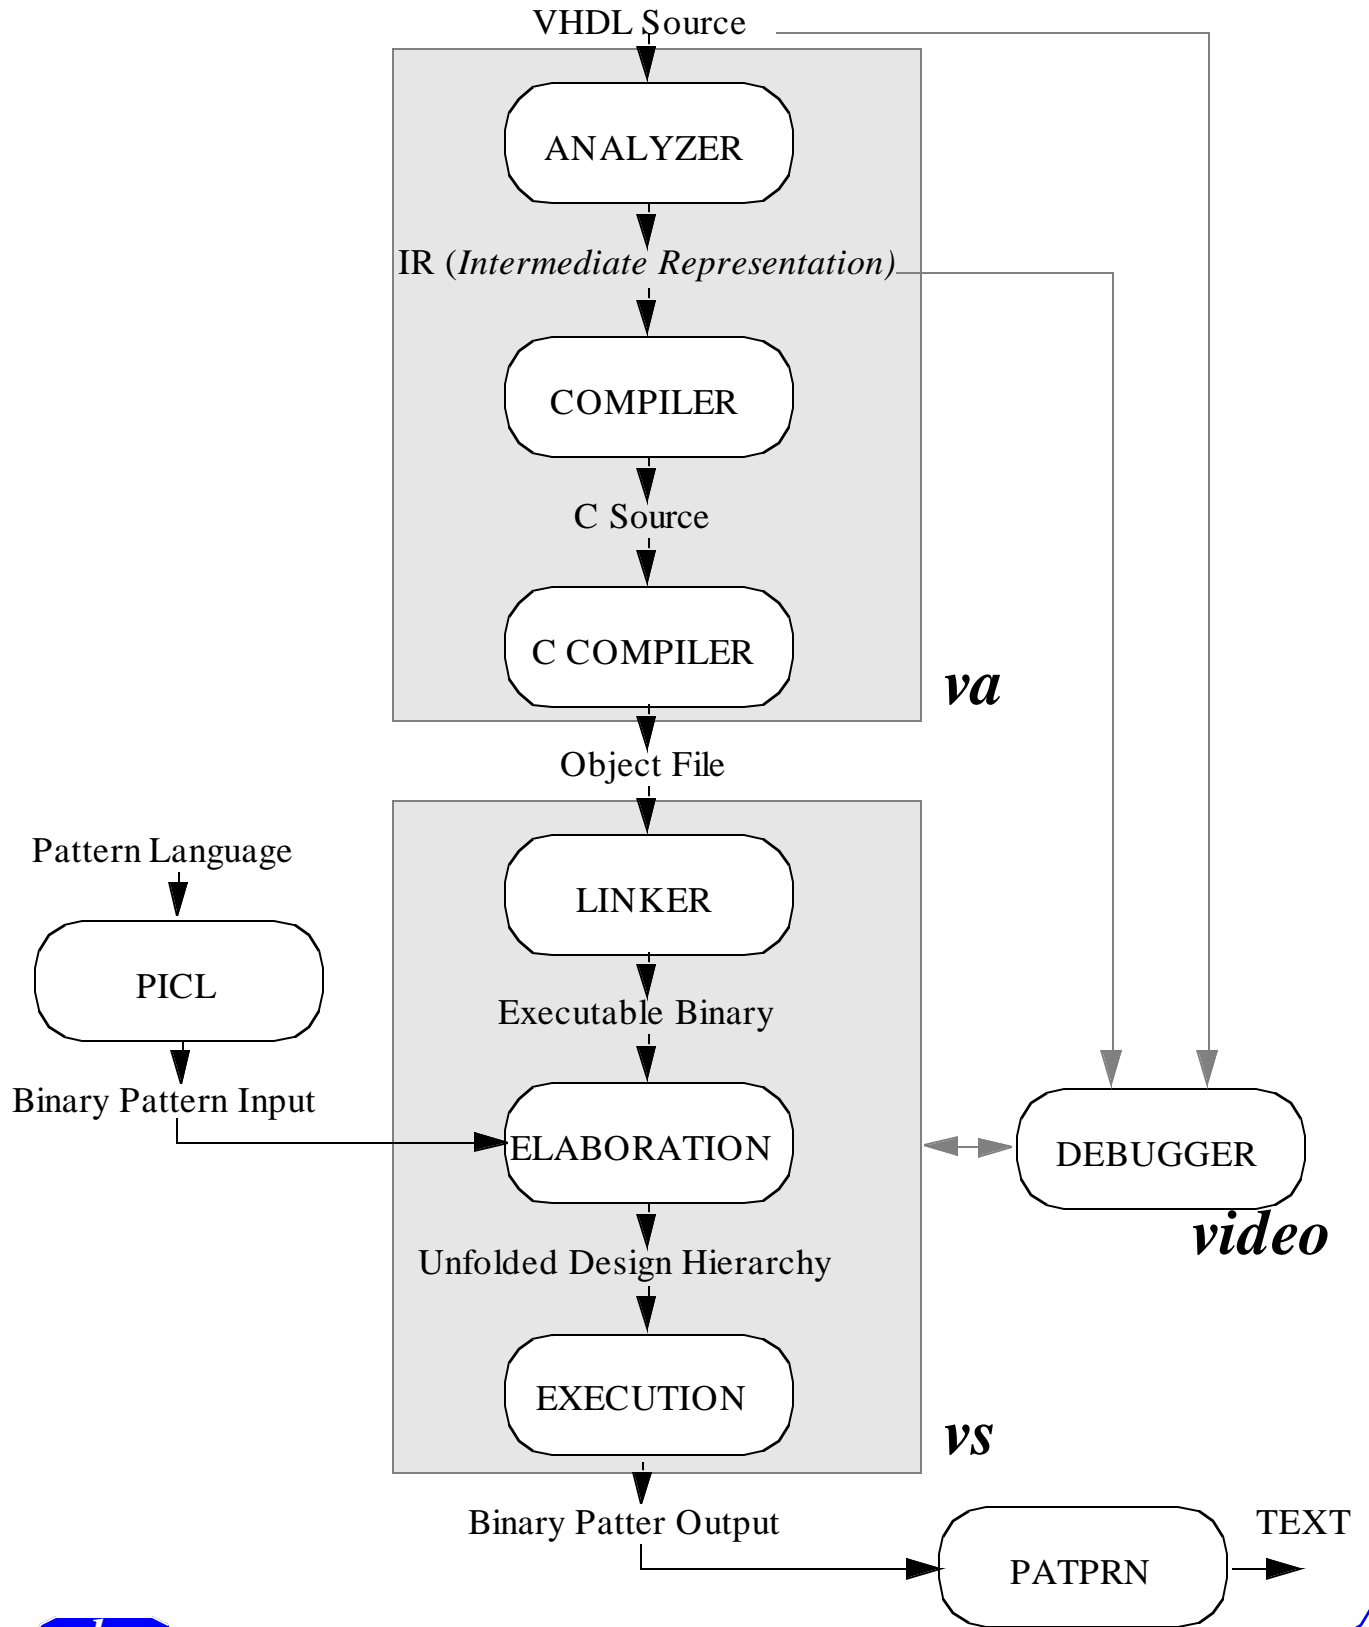 VHDL Source
ANALYZER
IR (Intermediate Representation)
COMPILER
C Source
C COMPILER
va
Object File
Pattern Language
LINKER
PICL
Executable Binary
Binary Pattern Input
ELABORATION
DEBUGGER
video
Unfolded Design Hierarchy
EXECUTION
vs
Binary Patter Output
TEXT
PATPRN